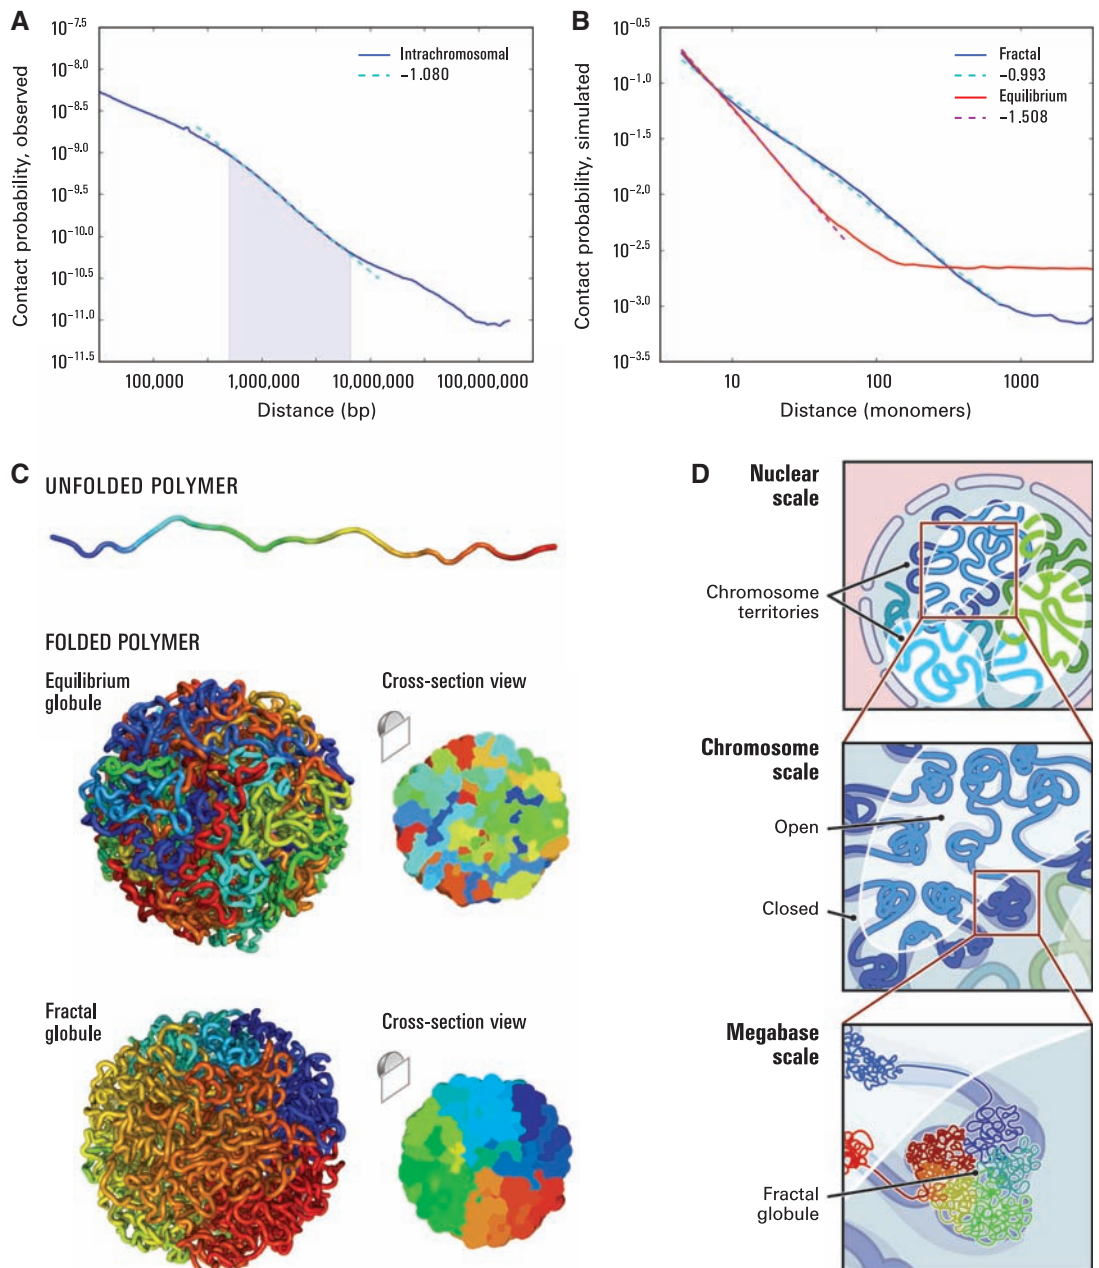 A
Contact probability, observed
10^−7.5
10^−8.0
10^−8.5
10^−9.0
10^−9.5
10^−10.0
10^−10.5
10^−11.0
10^−11.5
Intrachromosomal
−1.080
100,000
1,000,000
10,000,000
100,000,000
Distance (bp)
B
Contact probability, simulated
10^−0.5
10^−1.0
10^−1.5
10^−2.0
10^−2.5
10^−3.0
10^−3.5
Fractal
−0.993
Equilibrium
−1.508
10
100
1000
Distance (monomers)
C
UNFOLDED POLYMER
FOLDED POLYMER
Equilibrium
globule
Cross-section view
Fractal
globule
Cross-section view
D
Nuclear
scale
Chromosome
territories
Chromosome
scale
Open
Closed
Megabase
scale
Fractal
globule